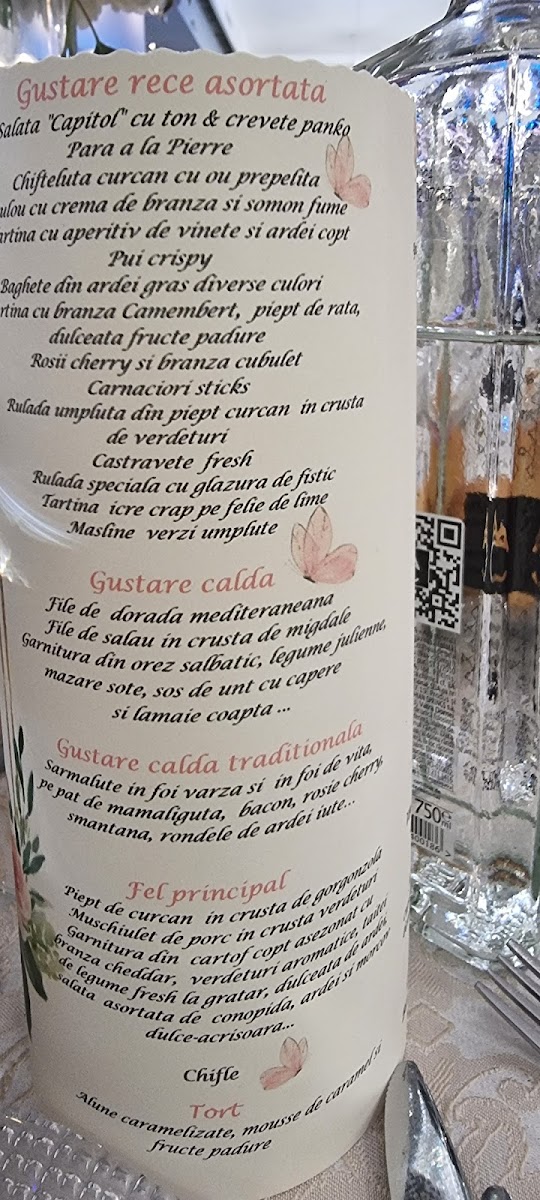 Gustare rece asortata
Salata "Capitol" cu ton & crevete panko
Para a la Pierre
Chifteluta curcan cu ou prepelita
cu crema de branza si somon fume
cu aperitiv de vinete si ardei copt
Pui crispy
Baghete din ardei gras diverse culori
cu branza Camembert, piept de rata,
dulceata fructe padure
Rosii cherry si branza cubulet
Carnaciori sticks
Rulada umpluta din piept curcan in crusta
de verdeturi
Castravete fresh
Rulada speciala cu glazura de fistic
Tartina icre crap pe felie de lime
Masline verzi umplute
Gustare calda
File de dorada mediteraneana
File de salau in crusta de migdale
Garnitura din orez salbatic, legume julienne,
mazare sote, sos de unt cu capere
si lamaie coapta ...
Gustare calda traditionala
Sarmalute in foi varza si in foi de vita,
pe pat de mamaliguta, bacon, rosie cherry,
smantana, rondele de ardei iute...
Fel principal
Piept de curcan in crusta de gorgonzola
Muschiulet de porc in crusta verdeturi
Garnitura din cartof copt asezonat cu
branza cheddar, verdeturi aromatice, taitei
de legume fresh la gratar, dulceata de ardei,
salata asortata de conopida, ardei si morcov
dulce-acrisoara...
Chifle
Tort
Alune caramelizate, mousse de caramel si
fructe padure
750